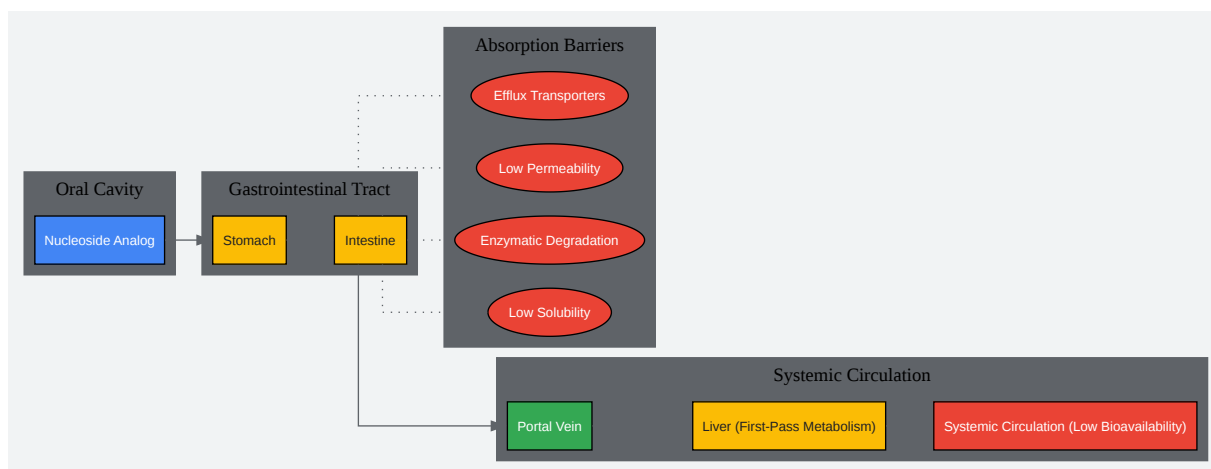 Absorption Barriers
Efflux Transporters
Low Permeability
Oral Cavity
Gastrointestinal Tract
Nucleoside Analog
Stomach
Intestine
Enzymatic Degradation
Low Solubility
Systemic Circulation
Portal Vein
Liver (First-Pass Metabolism)
Systemic Circulation (Low Bioavailability)